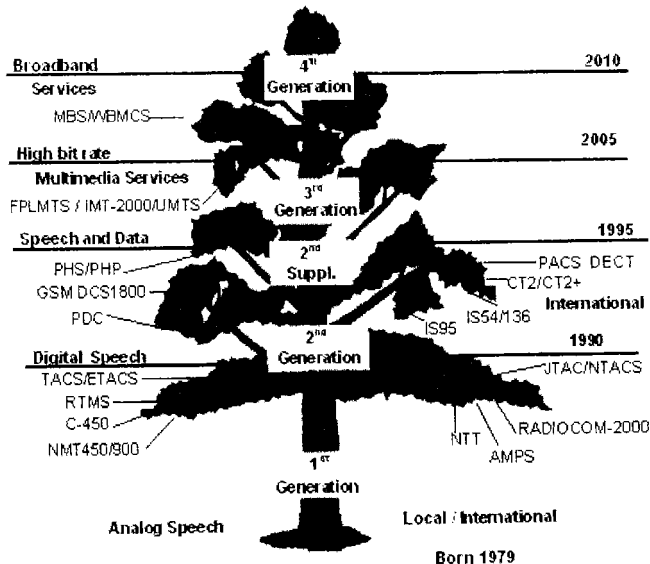 4th
Generation
Broadband
2010
Services
MBS/WBMCS
High bit rate
2005
Multimedia Services
FPLMTS / IMT-2000/UMTS
3rd
Generation
Speech and Data
1995
2nd
Suppl.
PHS/PHP
PACS DECT
GSM DCS1800
CT2/CT2+
International
IS54/136
PDC
IS95
2nd
Generation
1990
Digital Speech
JTAC/NTACS
TACS/ETACS
RTMS
C-450
RADIOCOM-2000
NTT
NMT450/900
AMPS
1st
Generation
Analog Speech
Local / International
Born 1979